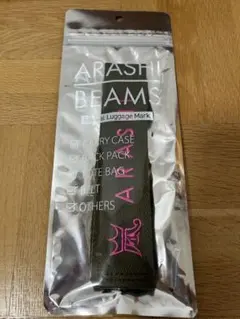 ARASHI
BEAMS
Luggage Mark
CARRY CASE
BACK PACK
TOTE BAG
BELT
OTHERS
ARASHI